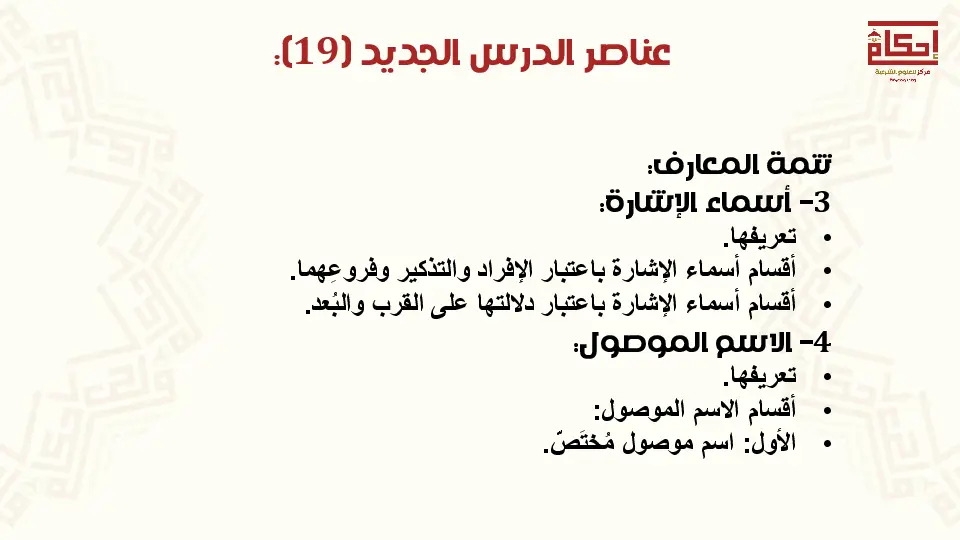 إحكام
مركز للعلوم الشرعية
عناصر الدرس الجديد (19):
تتمة المعارف:
3- أسماء الإشارة:
• تعريفها.
• أقسام أسماء الإشارة باعتبار الإفراد والتذكير وفروعِهما.
• أقسام أسماء الإشارة باعتبار دلالتها على القرب والبُعد.
4- الاسم الموصول:
• تعريفها.
• أقسام الاسم الموصول:
• الأول: اسم موصول مُختَصّ.